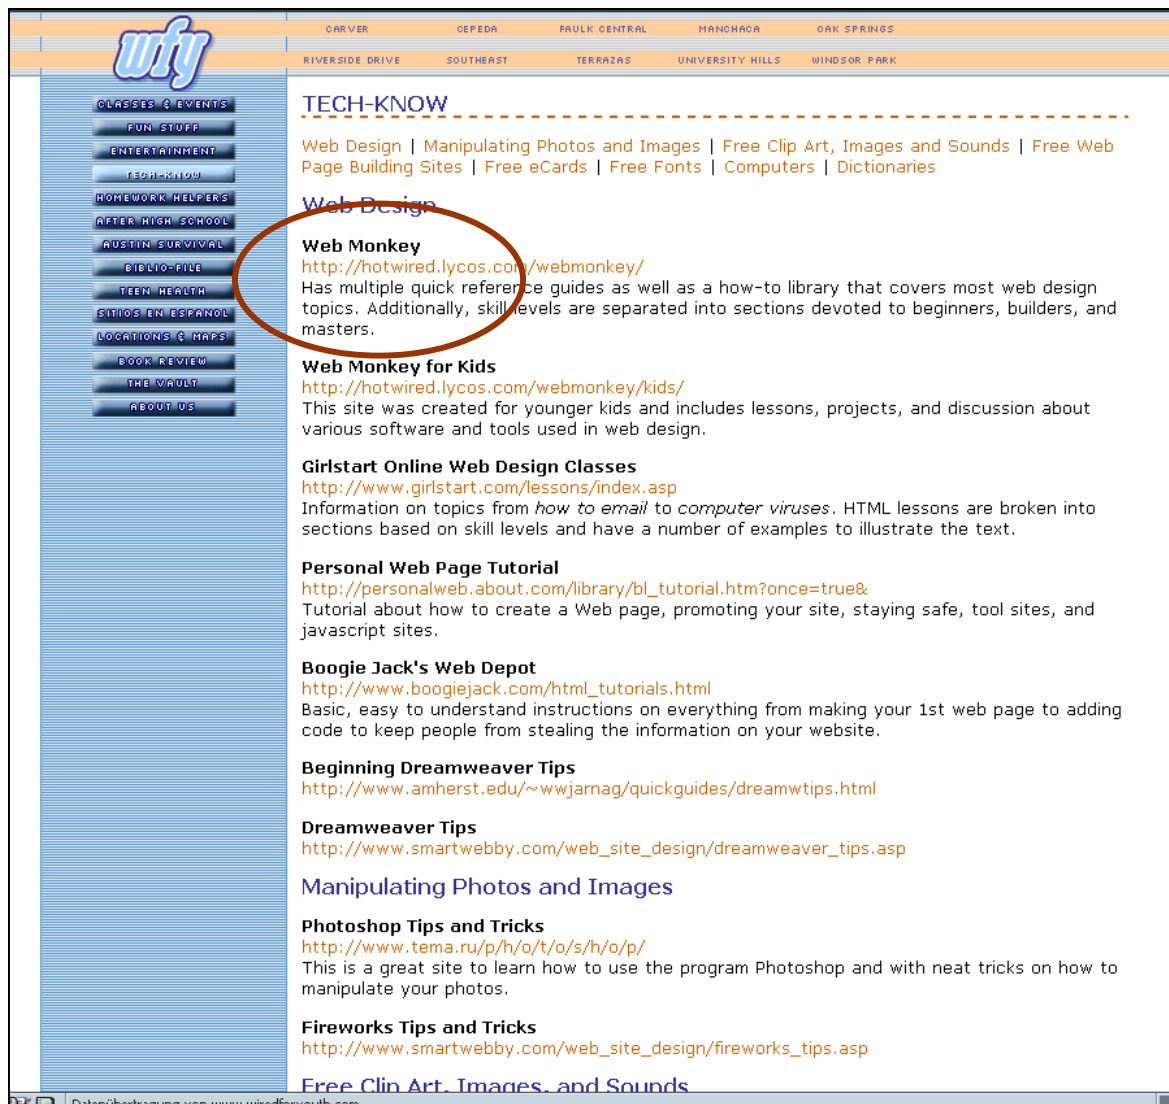 wfy
CARVER CEPEDA FAULK CENTRAL MANCHACA OAK SPRINGS
RIVERSIDE DRIVE SOUTHEAST TERRAZAS UNIVERSITY HILLS WINDSOR PARK
CLASSES & EVENTS
FUN STUFF
ENTERTAINMENT
TECH-KNOW
HOMEWORK HELPERS
AFTER HIGH SCHOOL
AUSTIN SURVIVAL
BIBLIO-FILE
TEEN HEALTH
SITIOS EN ESPANOL
LOCATIONS & MAPS
BOOK REVIEW
THE VAULT
ABOUT US
TECH-KNOW
Web Design | Manipulating Photos and Images | Free Clip Art, Images and Sounds | Free Web
Page Building Sites | Free eCards | Free Fonts | Computers | Dictionaries
Web Design
Web Monkey
http://hotwired.lycos.com/webmonkey/
Has multiple quick reference guides as well as a how-to library that covers most web design
topics. Additionally, skill levels are separated into sections devoted to beginners, builders, and
masters.
Web Monkey for Kids
http://hotwired.lycos.com/webmonkey/kids/
This site was created for younger kids and includes lessons, projects, and discussion about
various software and tools used in web design.
Girlstart Online Web Design Classes
http://www.girlstart.com/lessons/index.asp
Information on topics from how to email to computer viruses. HTML lessons are broken into
sections based on skill levels and have a number of examples to illustrate the text.
Personal Web Page Tutorial
http://personalweb.about.com/library/bl_tutorial.htm?once=true&
Tutorial about how to create a Web page, promoting your site, staying safe, tool sites, and
javascript sites.
Boogie Jack's Web Depot
http://www.boogiejack.com/html_tutorials.html
Basic, easy to understand instructions on everything from making your 1st web page to adding
code to keep people from stealing the information on your website.
Beginning Dreamweaver Tips
http://www.amherst.edu/~wwjarnag/quickguides/dreamwtips.html
Dreamweaver Tips
http://www.smartwebby.com/web_site_design/dreamweaver_tips.asp
Manipulating Photos and Images
Photoshop Tips and Tricks
http://www.tema.ru/p/h/o/t/o/s/h/o/p/
This is a great site to learn how to use the program Photoshop and with neat tricks on how to
manipulate your photos.
Fireworks Tips and Tricks
http://www.smartwebby.com/web_site_design/fireworks_tips.asp
Free Clip Art, Images, and Sounds
Datenübertragung von www.wiredforyouth.com